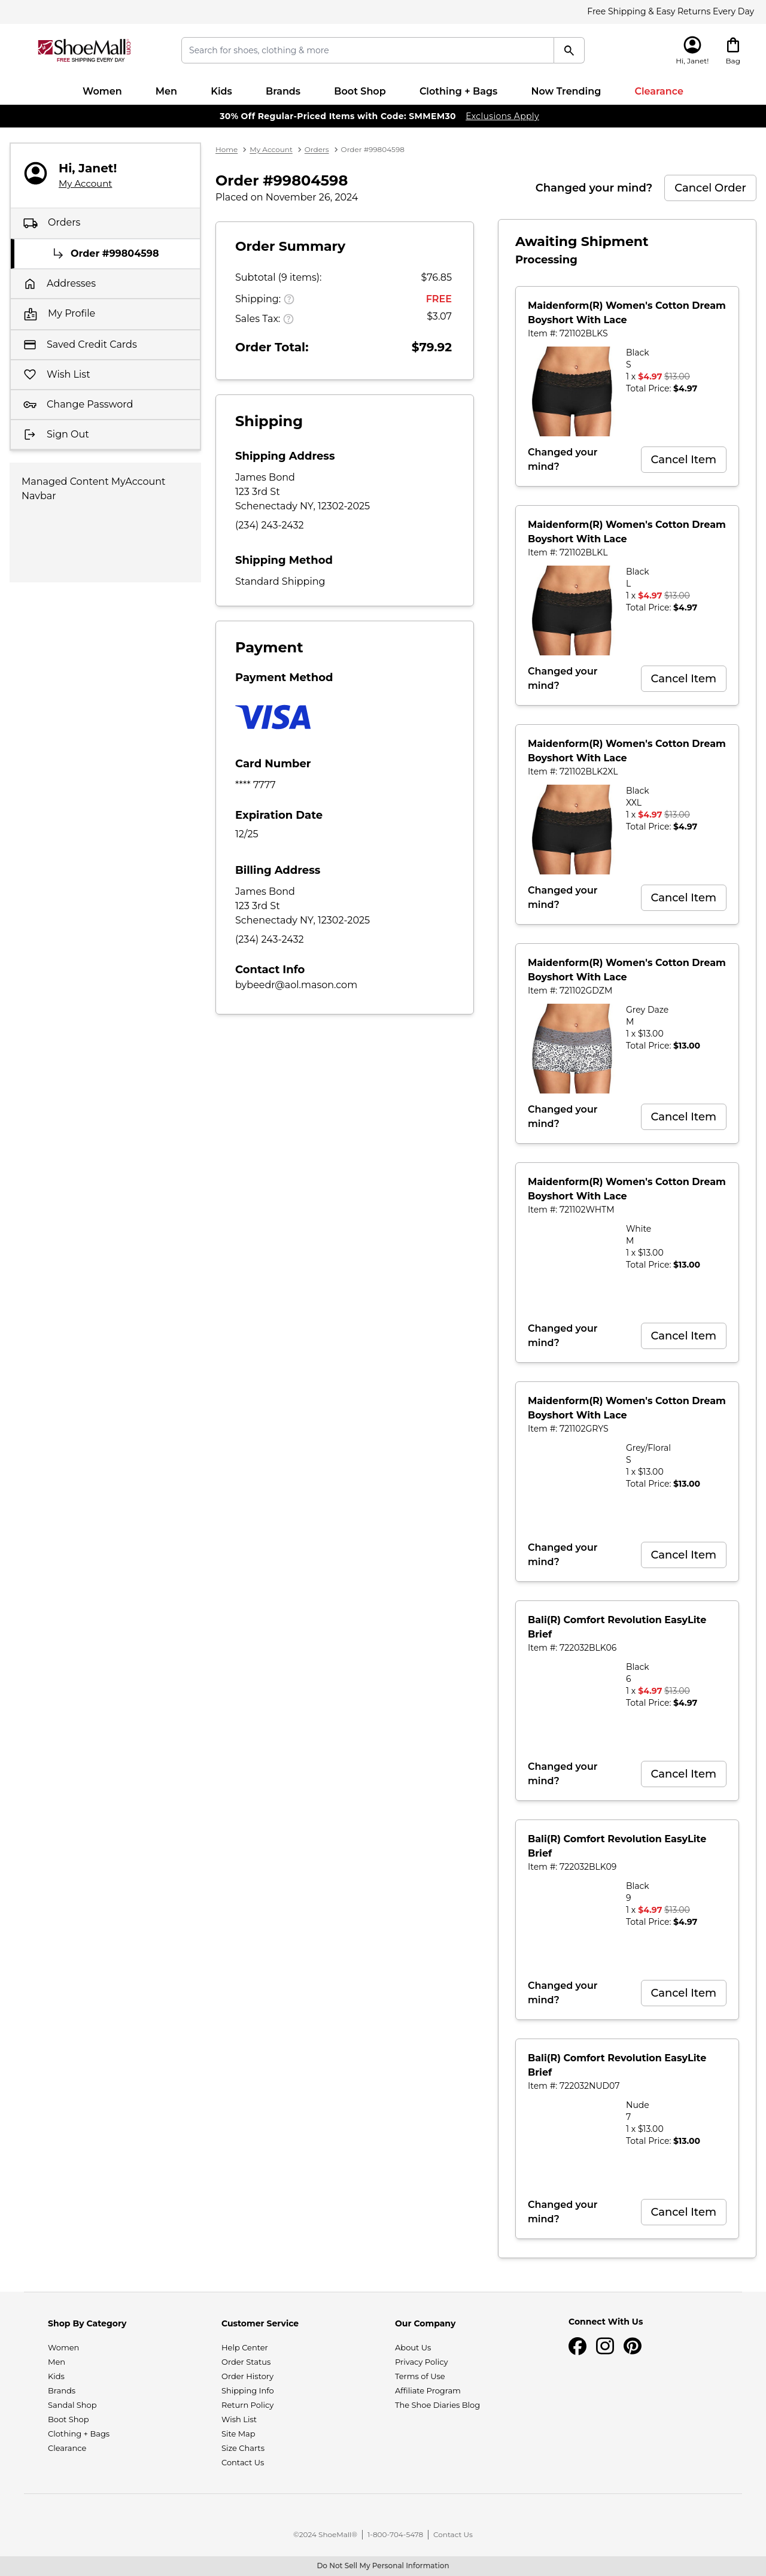 Free Shipping & Easy Returns Every Day
ShoeMall
FREE SHIPPING EVERY DAY
Search for shoes, clothing & more
Hi, Janet!
Bag
Women Men Kids Brands Boot Shop Clothing + Bags Now Trending Clearance
30% Off Regular-Priced Items with Code: SMMEM30 Exclusions Apply
Hi, Janet!
My Account
Orders
Order #99804598
Addresses
My Profile
Saved Credit Cards
Wish List
Change Password
Sign Out
Managed Content MyAccount
Navbar
Home > My Account > Orders > Order #99804598
Order #99804598
Placed on November 26, 2024
Changed your mind? Cancel Order
Order Summary
Subtotal (9 items): $76.85
Shipping: ? FREE
Sales Tax: ? $3.07
Order Total: $79.92
Shipping
Shipping Address
James Bond
123 3rd St
Schenectady NY, 12302-2025
(234) 243-2432
Shipping Method
Standard Shipping
Payment
Payment Method
VISA
Card Number
**** 7777
Expiration Date
12/25
Billing Address
James Bond
123 3rd St
Schenectady NY, 12302-2025
(234) 243-2432
Contact Info
bybeedr@aol.mason.com
Awaiting Shipment
Processing
Maidenform(R) Women's Cotton Dream
Boyshort With Lace
Item #: 721102BLKS
Black
S
1 x $4.97 $13.00
Total Price: $4.97
Changed your
mind?
Cancel Item
Maidenform(R) Women's Cotton Dream
Boyshort With Lace
Item #: 721102BLKL
Black
L
1 x $4.97 $13.00
Total Price: $4.97
Changed your
mind?
Cancel Item
Maidenform(R) Women's Cotton Dream
Boyshort With Lace
Item #: 721102BLK2XL
Black
XXL
1 x $4.97 $13.00
Total Price: $4.97
Changed your
mind?
Cancel Item
Maidenform(R) Women's Cotton Dream
Boyshort With Lace
Item #: 721102GDZM
Grey Daze
M
1 x $13.00
Total Price: $13.00
Changed your
mind?
Cancel Item
Maidenform(R) Women's Cotton Dream
Boyshort With Lace
Item #: 721102WHTM
White
M
1 x $13.00
Total Price: $13.00
Changed your
mind?
Cancel Item
Maidenform(R) Women's Cotton Dream
Boyshort With Lace
Item #: 721102GRYS
Grey/Floral
S
1 x $13.00
Total Price: $13.00
Changed your
mind?
Cancel Item
Bali(R) Comfort Revolution EasyLite
Brief
Item #: 722032BLK06
Black
6
1 x $4.97 $13.00
Total Price: $4.97
Changed your
mind?
Cancel Item
Bali(R) Comfort Revolution EasyLite
Brief
Item #: 722032BLK09
Black
9
1 x $4.97 $13.00
Total Price: $4.97
Changed your
mind?
Cancel Item
Bali(R) Comfort Revolution EasyLite
Brief
Item #: 722032NUD07
Nude
7
1 x $13.00
Total Price: $13.00
Changed your
mind?
Cancel Item
Shop By Category
Women
Men
Kids
Brands
Sandal Shop
Boot Shop
Clothing + Bags
Clearance
Customer Service
Help Center
Order Status
Order History
Shipping Info
Return Policy
Wish List
Site Map
Size Charts
Contact Us
Our Company
About Us
Privacy Policy
Terms of Use
Affiliate Program
The Shoe Diaries Blog
Connect With Us
©2024 ShoeMall® | 1-800-704-5478 | Contact Us
Do Not Sell My Personal Information